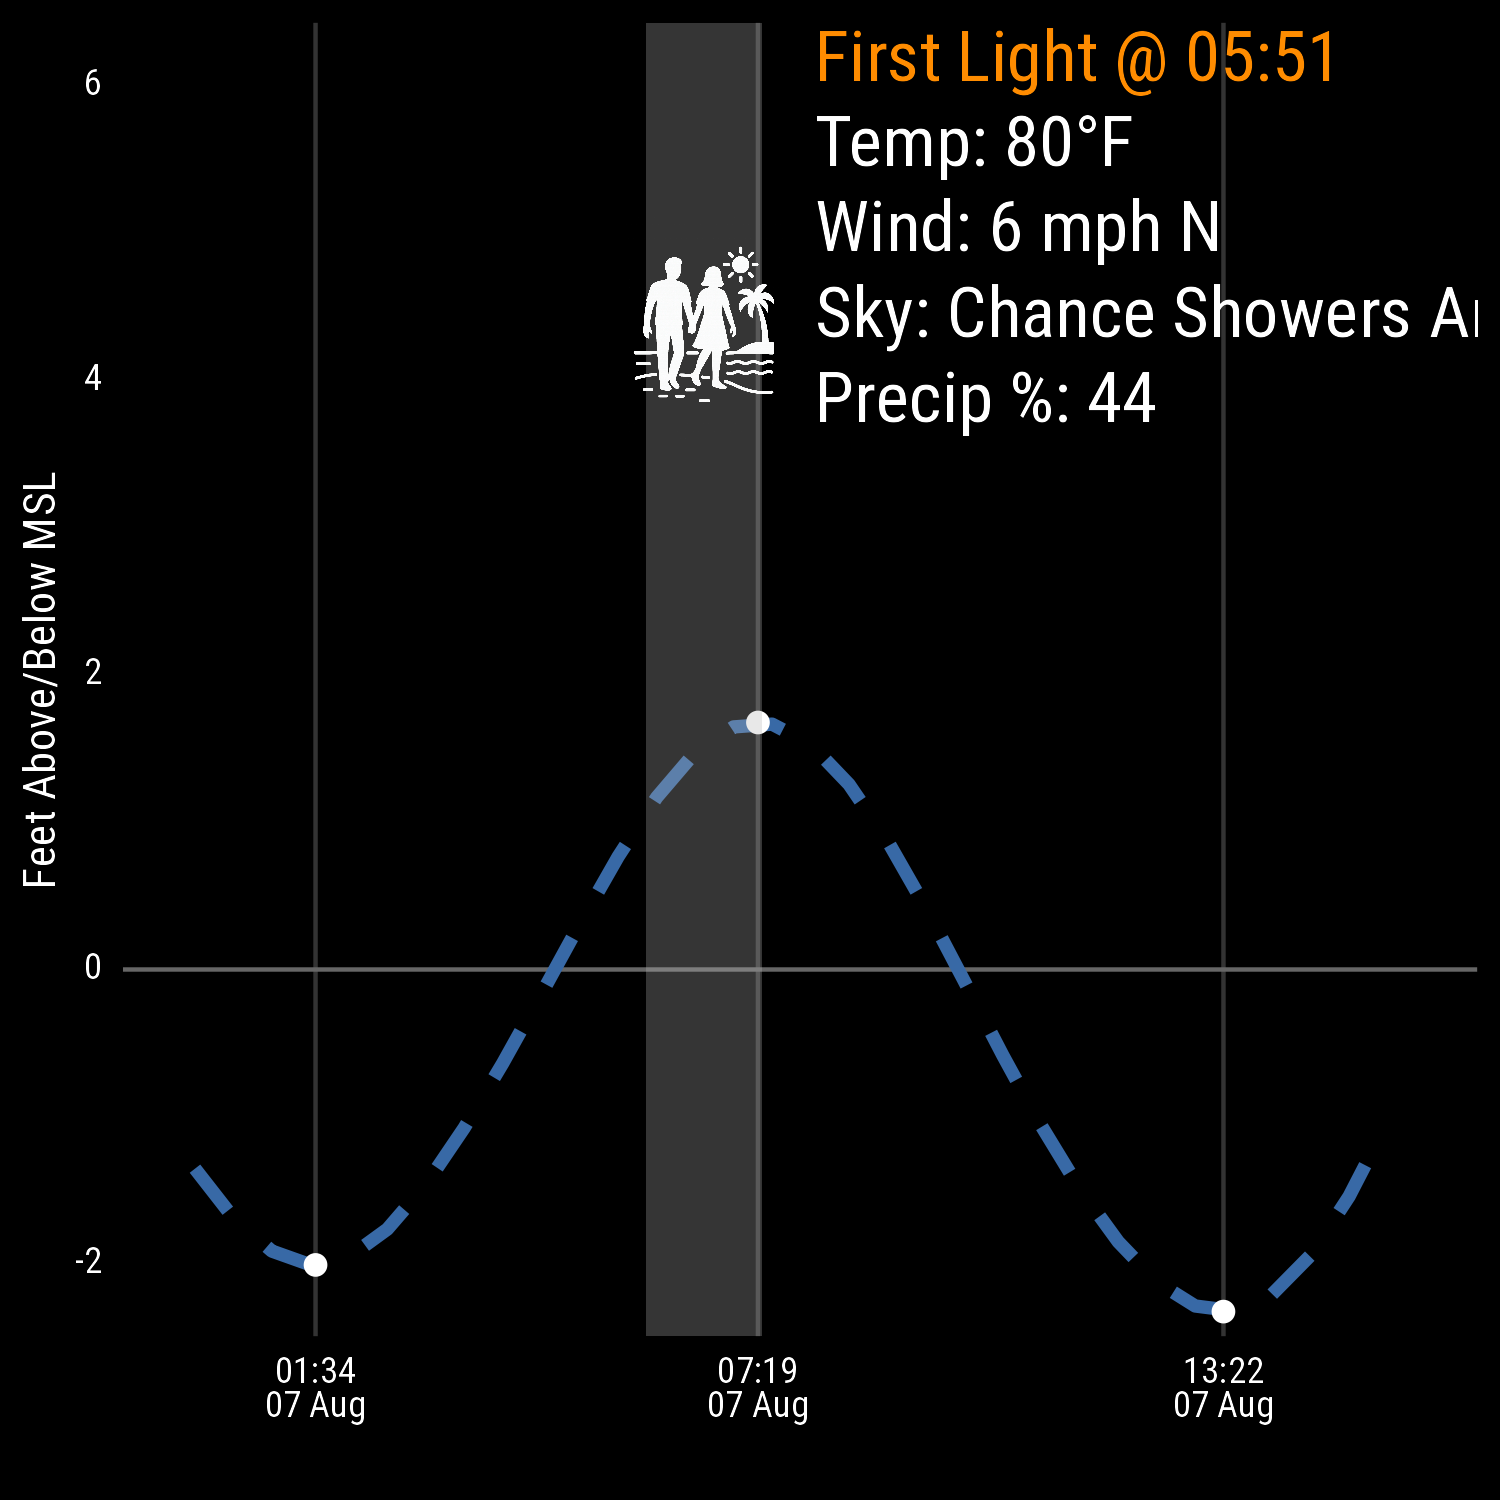 First Light @ 05:51
Temp: 80°F
Wind: 6 mph N
Sky: Chance Showers
Precip %: 44
Feet Above/Below MSL
6
4
2
0
-2
01:34
07 Aug
07:19
07 Aug
13:22
07 Aug